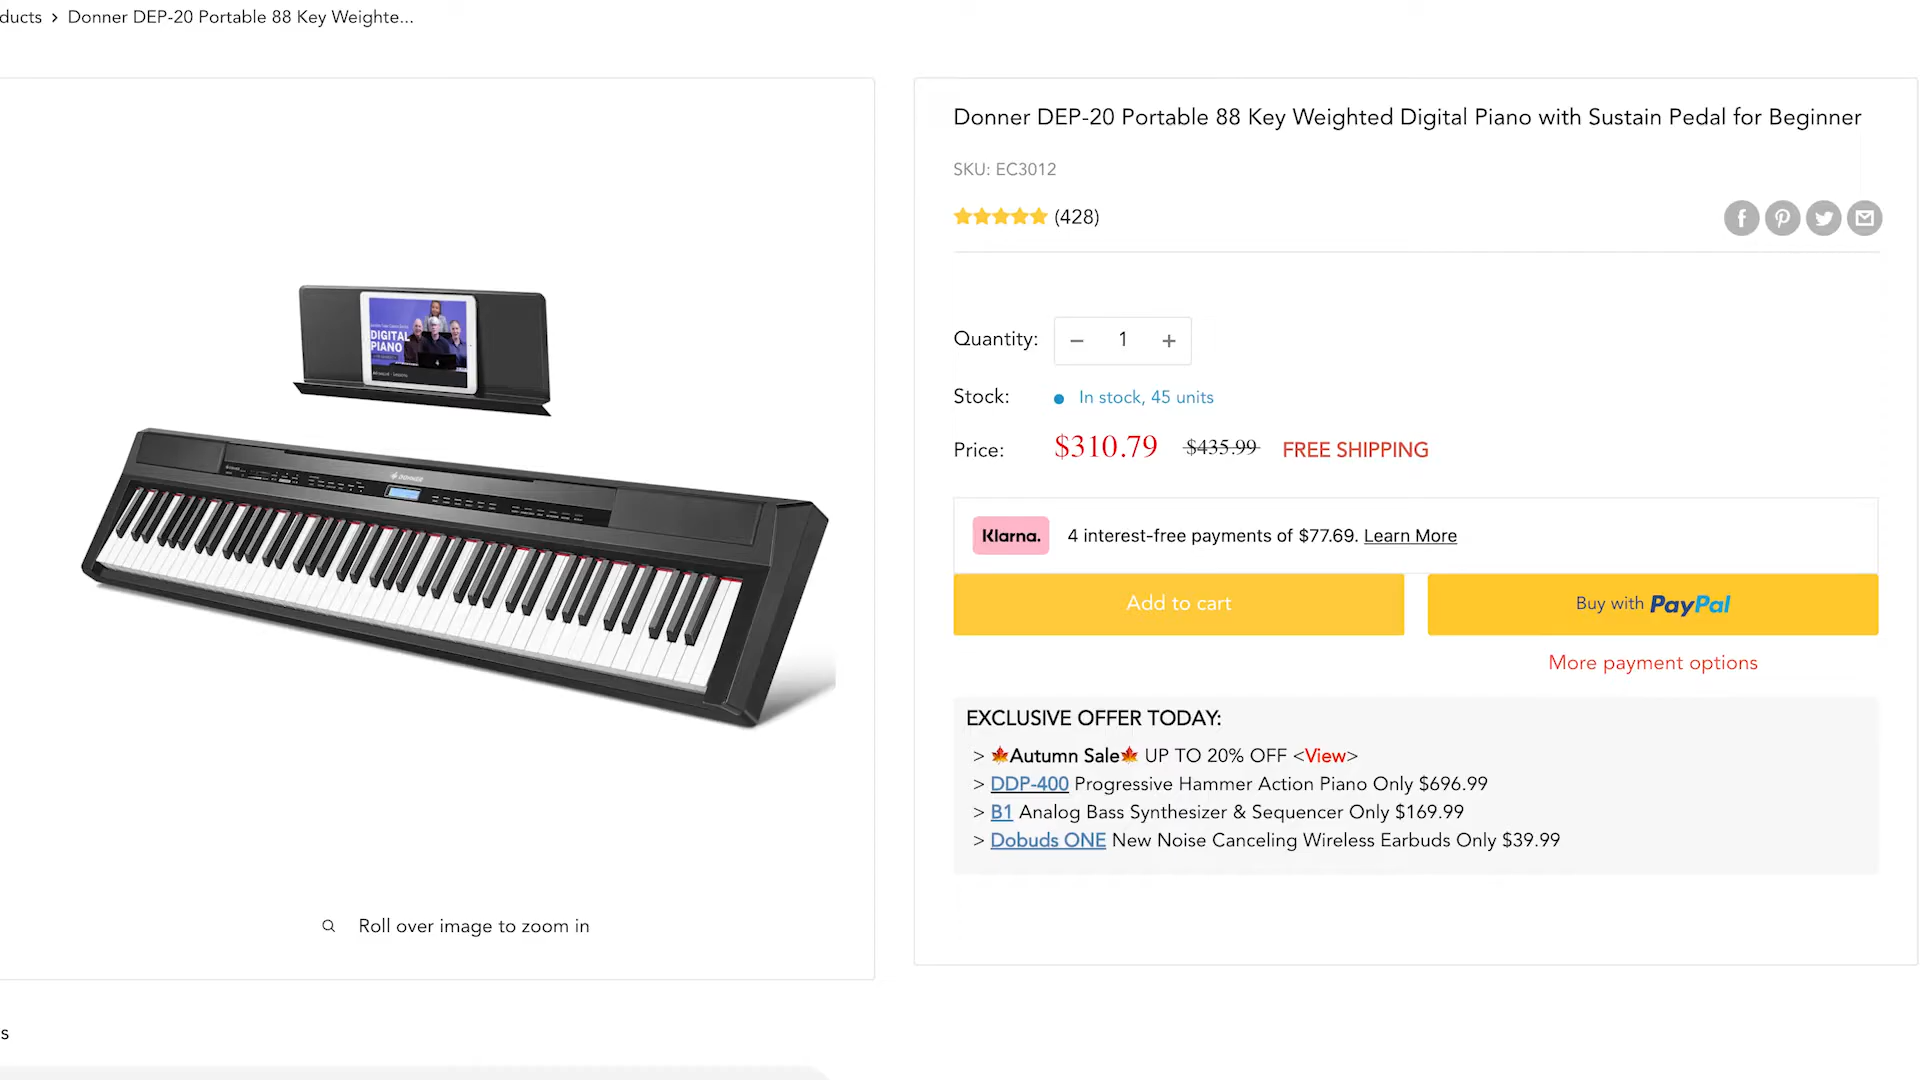 ducts > Donner DEP-20 Portable 88 Key Weighte...
Donner DEP-20 Portable 88 Key Weighted Digital Piano with Sustain Pedal for Beginner
SKU: EC3012
(428)
Quantity: − 1 +
Stock: In stock, 45 units
Price: $310.79 $435.99 FREE SHIPPING
Klarna. 4 interest-free payments of $77.69. Learn More
Add to cart
Buy with PayPal
More payment options
EXCLUSIVE OFFER TODAY:
> 🍁Autumn Sale🍁 UP TO 20% OFF <View>
> DDP-400 Progressive Hammer Action Piano Only $696.99
> B1 Analog Bass Synthesizer & Sequencer Only $169.99
> Dobuds ONE New Noise Canceling Wireless Earbuds Only $39.99
DIGITAL
PIANO
DONNER
Roll over image to zoom in
s